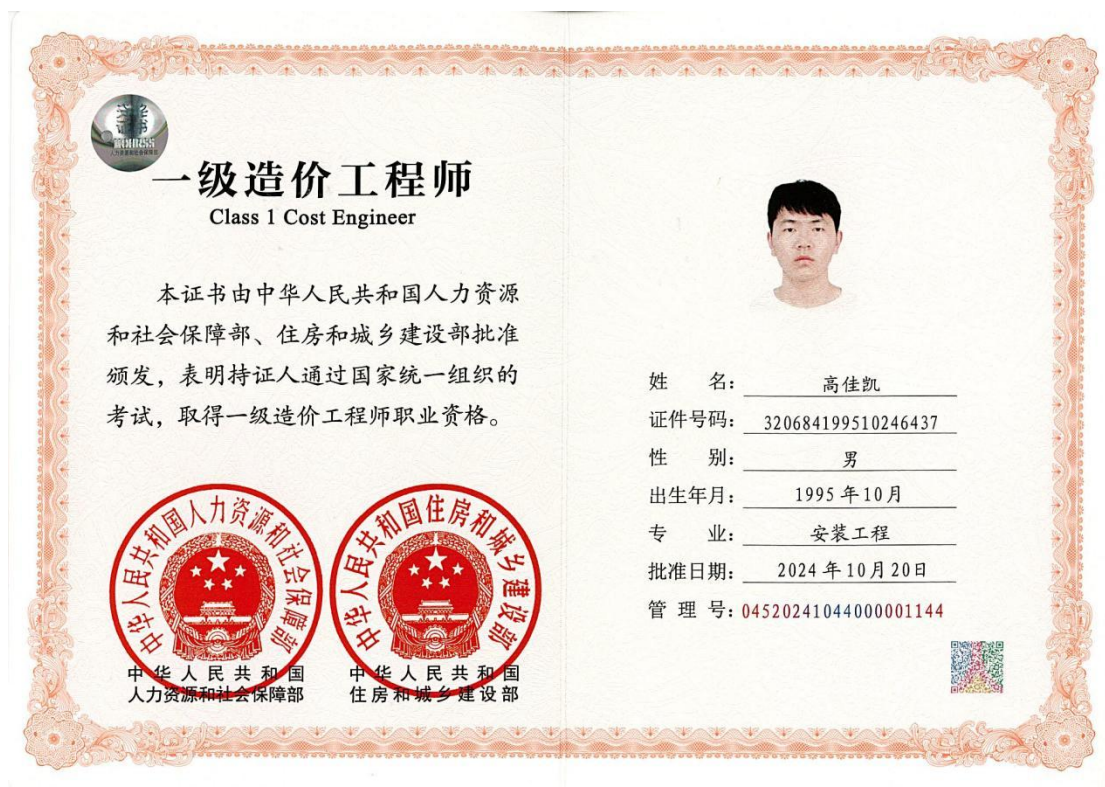 一级造价工程师
Class 1 Cost Engineer
本证书由中华人民共和国人力资源
和社会保障部、住房和城乡建设部批准
颁发，表明持证人通过国家统一组织的
考试，取得一级造价工程师职业资格。
中华人民共和国人力资源和社会保障部
中华人民共和国住房和城乡建设部
中华人民共和国
人力资源和社会保障部
中华人民共和国
住房和城乡建设部
姓 名： 高佳凯
证件号码： 320684199510246437
性 别： 男
出生年月： 1995年10月
专 业： 安装工程
批准日期： 2024年10月20日
管 理 号： 04520241044000001144